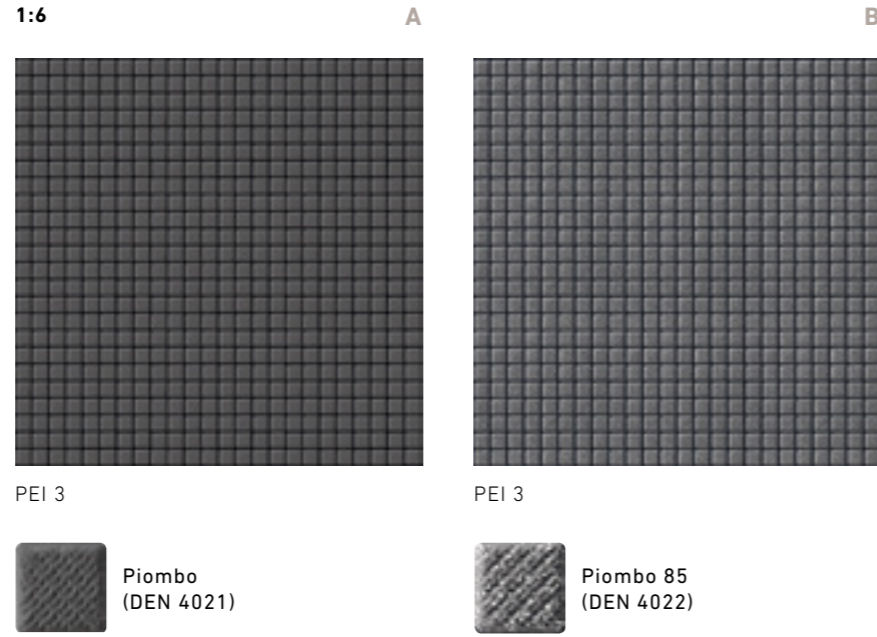 1:6
A
B
PEI 3
PEI 3
Piombo
(DEN 4021)
Piombo 85
(DEN 4022)